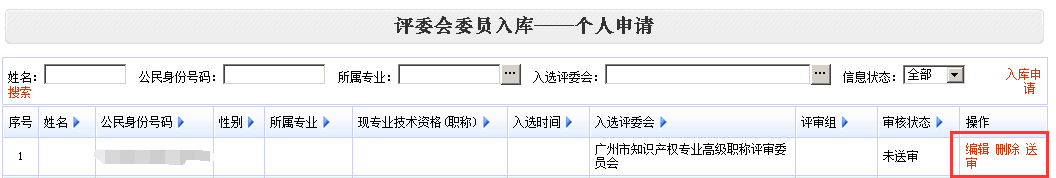 评委会委员入库——个人申请
姓名: 公民身份号码: 所属专业: ... 入选评委会: ... 信息状态: 全部 入库申
搜索 请
序号 姓名 公民身份号码 性别 所属专业 现专业技术资格(职称) 入选时间 入选评委会 评审组 审核状态 操作
1 广州市知识产权专业高级职称评审委 未送审 编辑 删除 送
员会 审